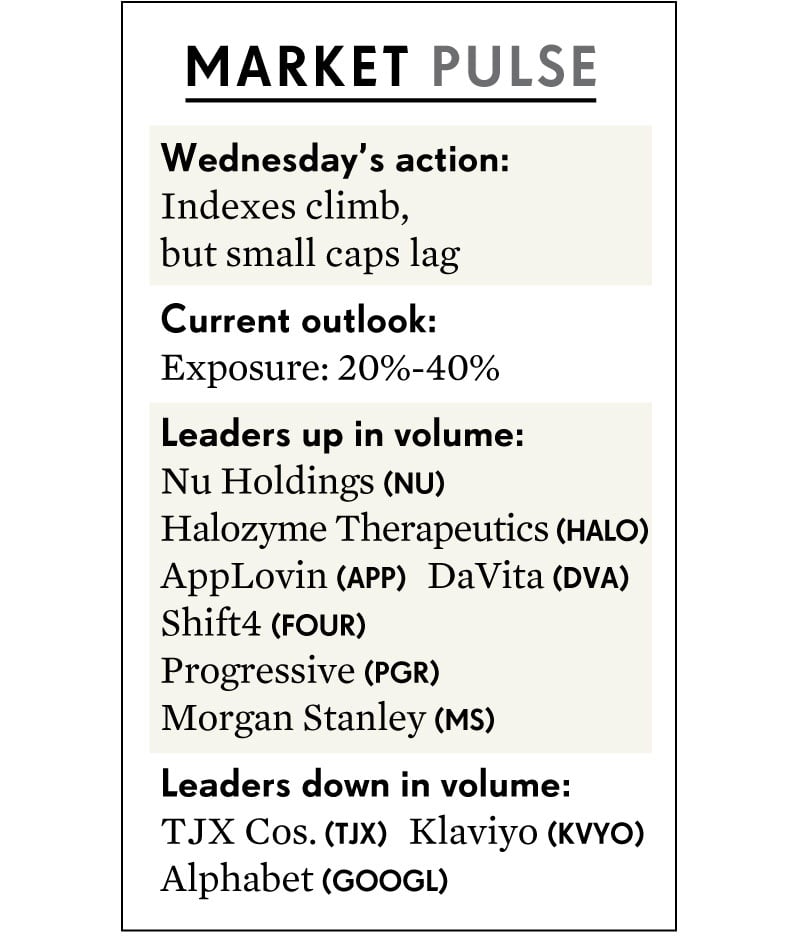 MARKET PULSE
Wednesday’s action:
Indexes climb,
but small caps lag
Current outlook:
Exposure: 20%-40%
Leaders up in volume:
Nu Holdings (NU)
Halozyme Therapeutics (HALO)
AppLovin (APP) DaVita (DVA)
Shift4 (FOUR)
Progressive (PGR)
Morgan Stanley (MS)
Leaders down in volume:
TJX Cos. (TJX) Klaviyo (KVYO)
Alphabet (GOOGL)